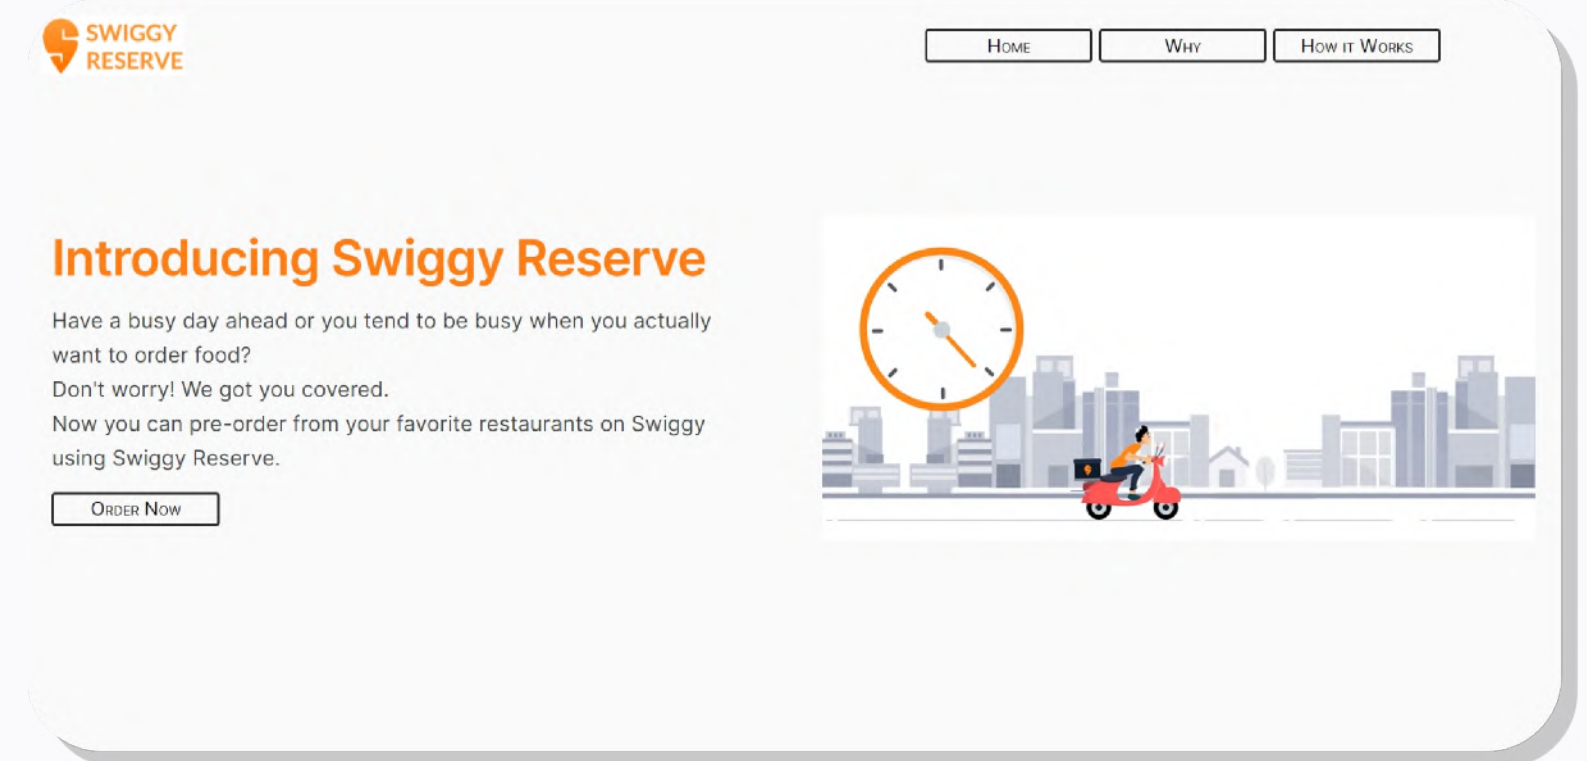 SWIGGY
RESERVE
Home
Why
How it Works
Introducing Swiggy Reserve
Have a busy day ahead or you tend to be busy when you actually
want to order food?
Don't worry! We got you covered.
Now you can pre-order from your favorite restaurants on Swiggy
using Swiggy Reserve.
Order Now